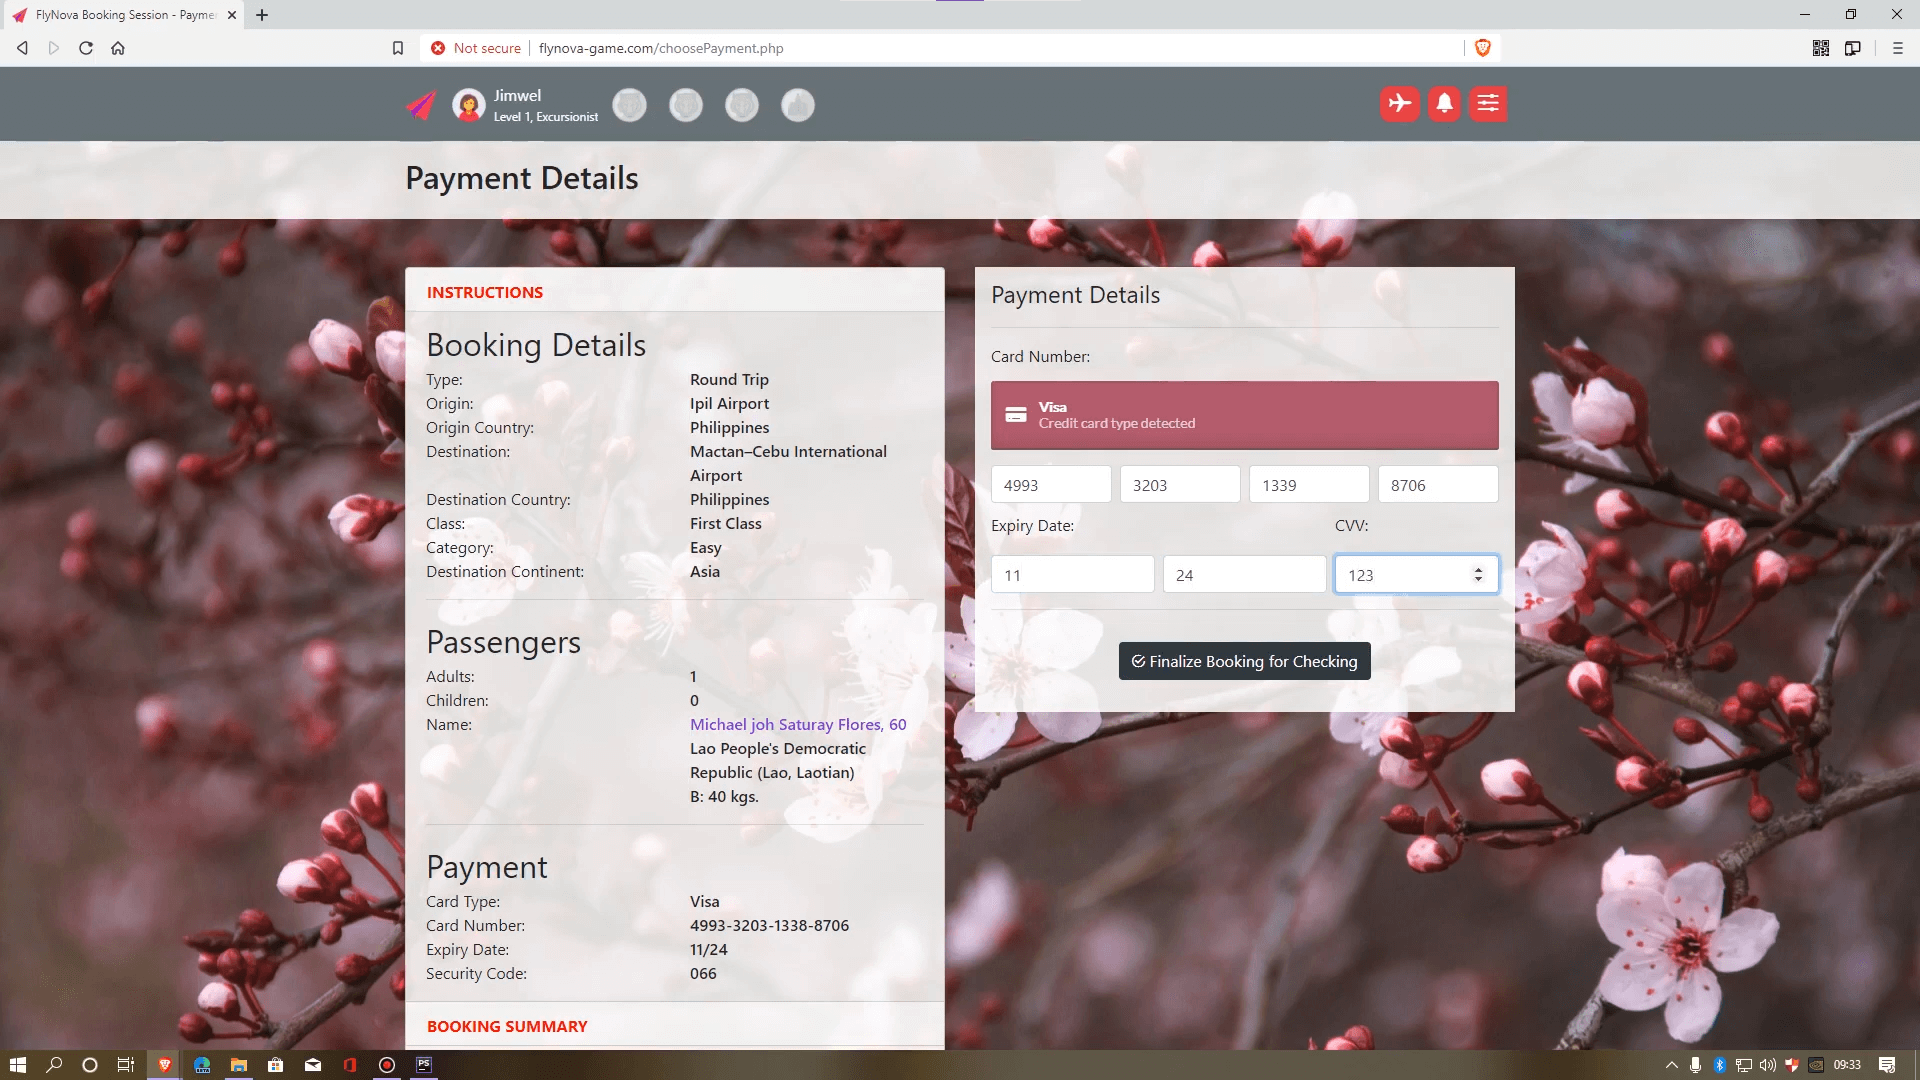 FlyNova Booking Session - Paymen
Not secure
flynova-game.com/choosePayment.php
Jimwel
Level 1, Excursionist
Payment Details
INSTRUCTIONS
Booking Details
Type: Round Trip
Origin: Ipil Airport
Origin Country: Philippines
Destination: Mactan–Cebu International
Airport
Destination Country: Philippines
Class: First Class
Category: Easy
Destination Continent: Asia
Passengers
Adults: 1
Children: 0
Name: Michael joh Saturay Flores, 60
Lao People's Democratic
Republic (Lao, Laotian)
B: 40 kgs.
Payment
Card Type: Visa
Card Number: 4993-3203-1338-8706
Expiry Date: 11/24
Security Code: 066
BOOKING SUMMARY
Payment Details
Card Number:
Visa
Credit card type detected
4993 3203 1339 8706
Expiry Date: CVV:
11 24 123
Finalize Booking for Checking
PS
09:33